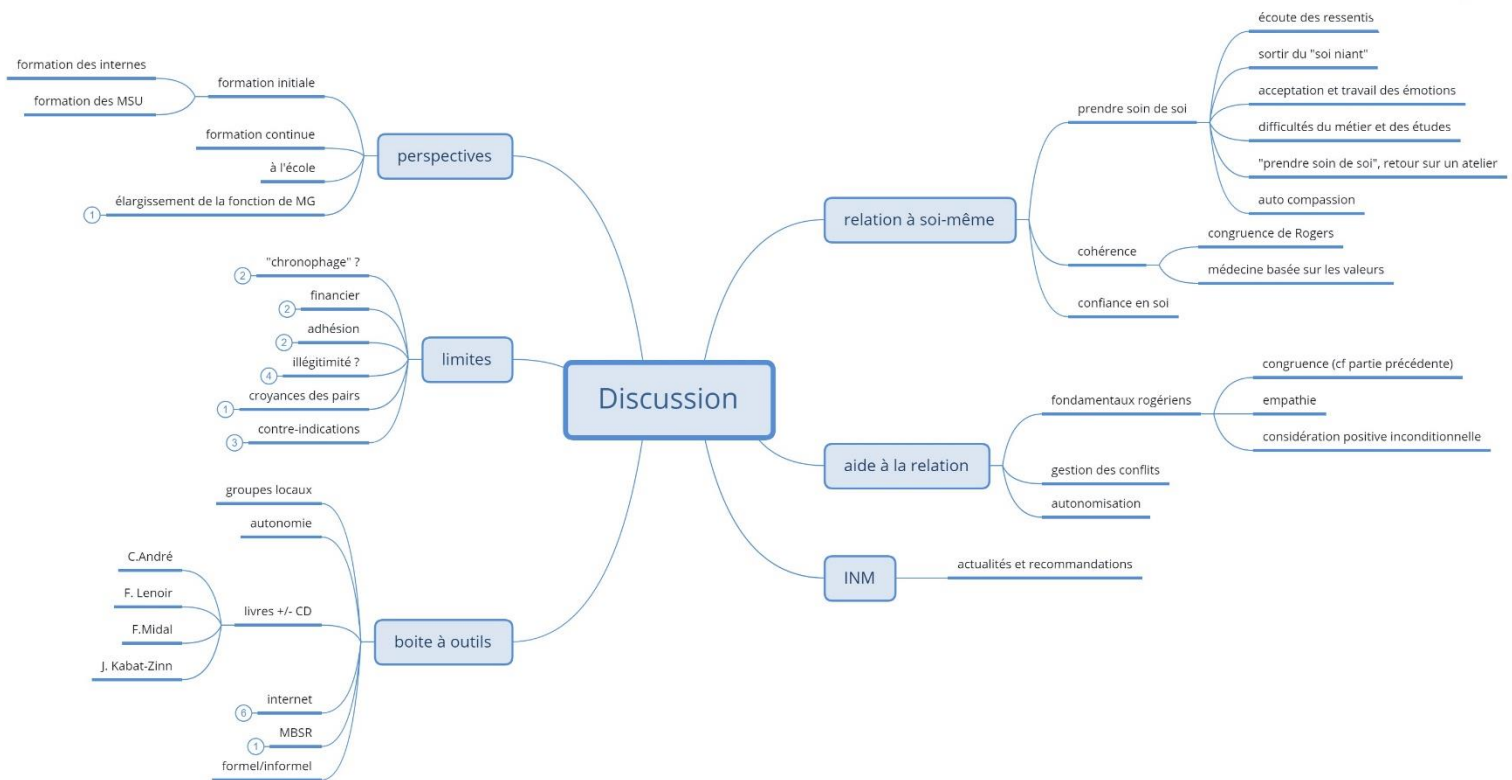 Discussion
relation à soi-même
prendre soin de soi
écoute des ressentis
sortir du "soi niant"
acceptation et travail des émotions
difficultés du métier et des études
"prendre soin de soi", retour sur un atelier
auto compassion
cohérence
congruence de Rogers
médecine basée sur les valeurs
confiance en soi
aide à la relation
fondamentaux rogériens
congruence (cf partie précédente)
empathie
considération positive inconditionnelle
gestion des conflits
autonomisation
INM
actualités et recommandations
perspectives
formation initiale
formation des internes
formation des MSU
formation continue
à l'école
élargissement de la fonction de MG
1
limites
"chronophage" ?
2
financier
2
adhésion
2
illégitimité ?
4
croyances des pairs
1
contre-indications
3
boite à outils
groupes locaux
autonomie
livres +/- CD
C.André
F. Lenoir
F.Midal
J. Kabat-Zinn
internet
6
MBSR
1
formel/informel